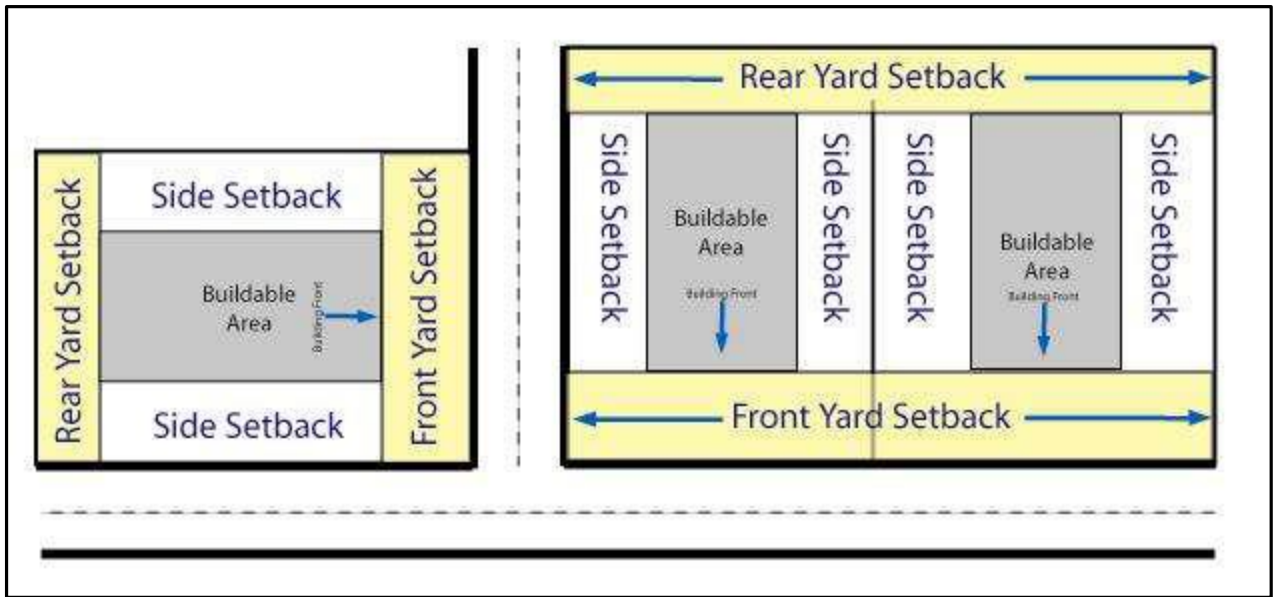 Rear Yard Setback
Side Setback
Buildable
Area
Building Front
Side Setback
Front Yard Setback
Rear Yard Setback
Side Setback
Buildable
Area
Building Front
Side Setback
Side Setback
Buildable
Area
Building Front
Side Setback
Front Yard Setback